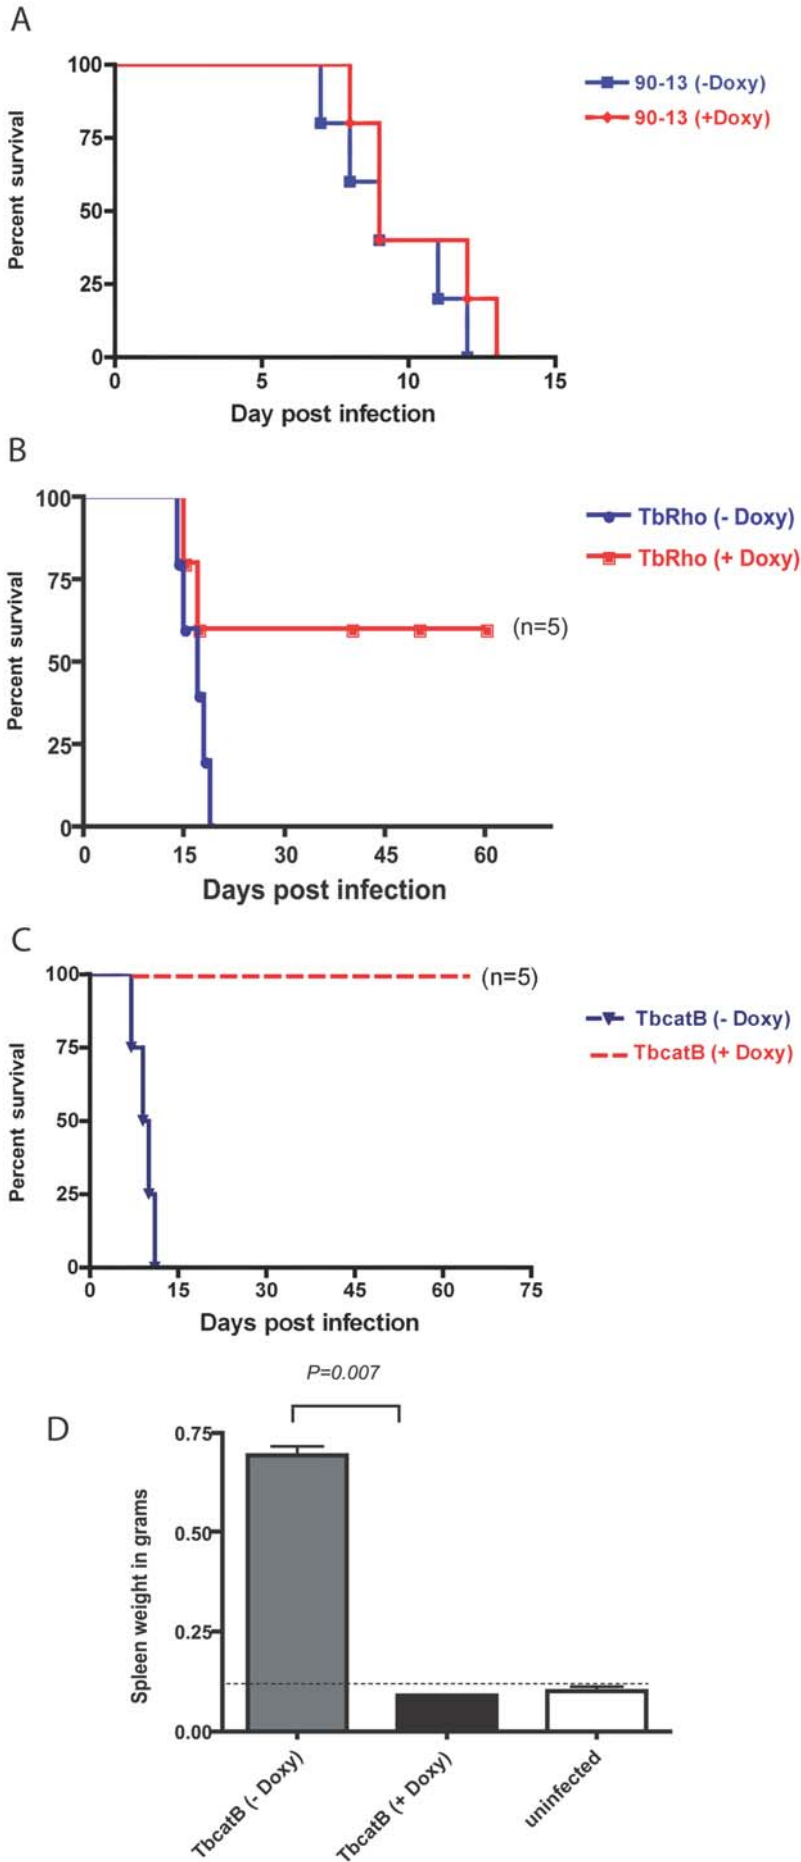 A
Percent survival
100
75
50
25
0
0 5 10 15
Day post infection
90-13 (-Doxy)
90-13 (+Doxy)
B
Percent survival
100
75
50
25
0
0 15 30 45 60
Days post infection
(n=5)
TbRho (- Doxy)
TbRho (+ Doxy)
C
Percent survival
100
75
50
25
0
0 15 30 45 60 75
Days post infection
(n=5)
TbcatB (- Doxy)
TbcatB (+ Doxy)
D
P=0.007
Spleen weight in grams
0.75
0.50
0.25
0.00
TbcatB (- Doxy)
TbcatB (+ Doxy)
uninfected